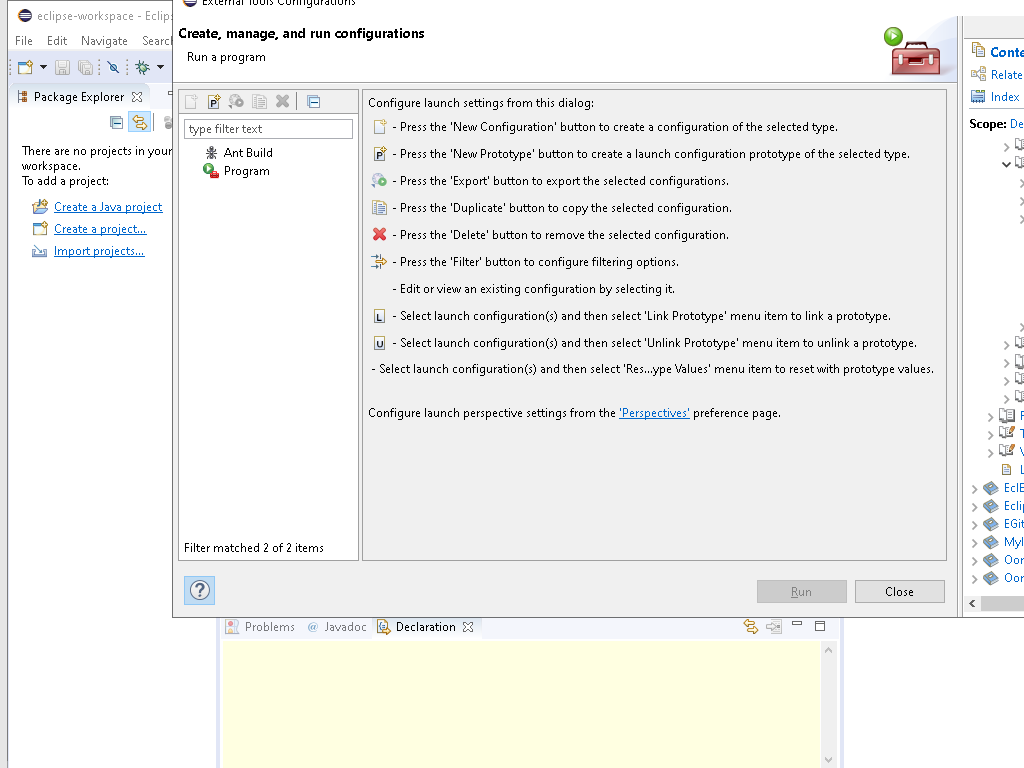 External Tools Configurations
eclipse-workspace - Eclips
File Edit Navigate Search
Create, manage, and run configurations
Run a program
Package Explorer
There are no projects in your
workspace.
To add a project:
Create a Java project
Create a project...
Import projects...
type filter text
Ant Build
Program
Filter matched 2 of 2 items
Configure launch settings from this dialog:
- Press the 'New Configuration' button to create a configuration of the selected type.
P - Press the 'New Prototype' button to create a launch configuration prototype of the selected type.
- Press the 'Export' button to export the selected configurations.
- Press the 'Duplicate' button to copy the selected configuration.
- Press the 'Delete' button to remove the selected configuration.
- Press the 'Filter' button to configure filtering options.
- Edit or view an existing configuration by selecting it.
L - Select launch configuration(s) and then select 'Link Prototype' menu item to link a prototype.
U - Select launch configuration(s) and then select 'Unlink Prototype' menu item to unlink a prototype.
- Select launch configuration(s) and then select 'Res...ype Values' menu item to reset with prototype values.
Configure launch perspective settings from the 'Perspectives' preference page.
Run Close
Problems @ Javadoc Declaration
Conte
Relate
Index
Scope: De
EclE
Eclip
EGit
Myl
Oor
Oor